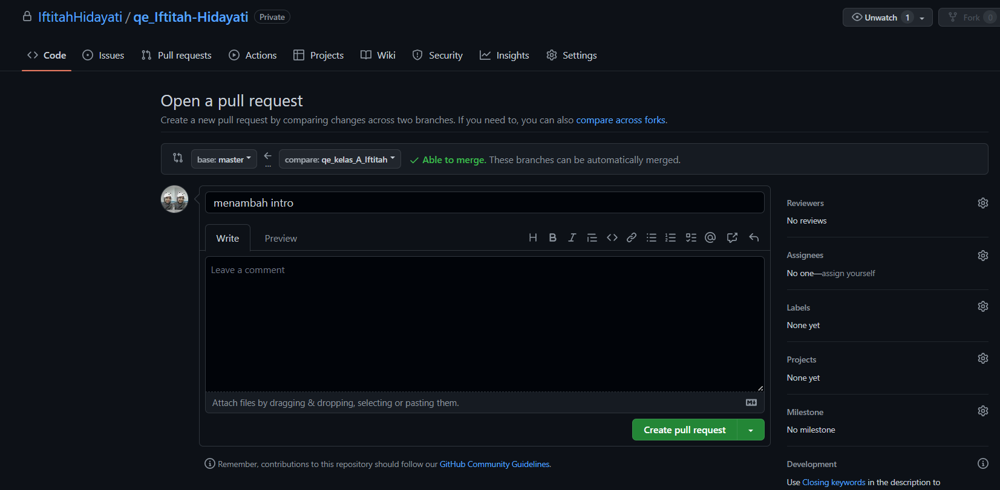 IftitahHidayati / qe_Iftitah-Hidayati Private
Unwatch 1
Fork 0
Code Issues Pull requests Actions Projects Wiki Security Insights Settings
Open a pull request
Create a new pull request by comparing changes across two branches. If you need to, you can also compare across forks.
base: master ← ... compare: qe_kelas_A_Iftitah ✓ Able to merge. These branches can be automatically merged.
menambah intro
Write Preview
H B I @
Leave a comment
Attach files by dragging & dropping, selecting or pasting them.
Create pull request
Remember, contributions to this repository should follow our GitHub Community Guidelines.
Reviewers
No reviews
Assignees
No one—assign yourself
Labels
None yet
Projects
None yet
Milestone
No milestone
Development
Use Closing keywords in the description to